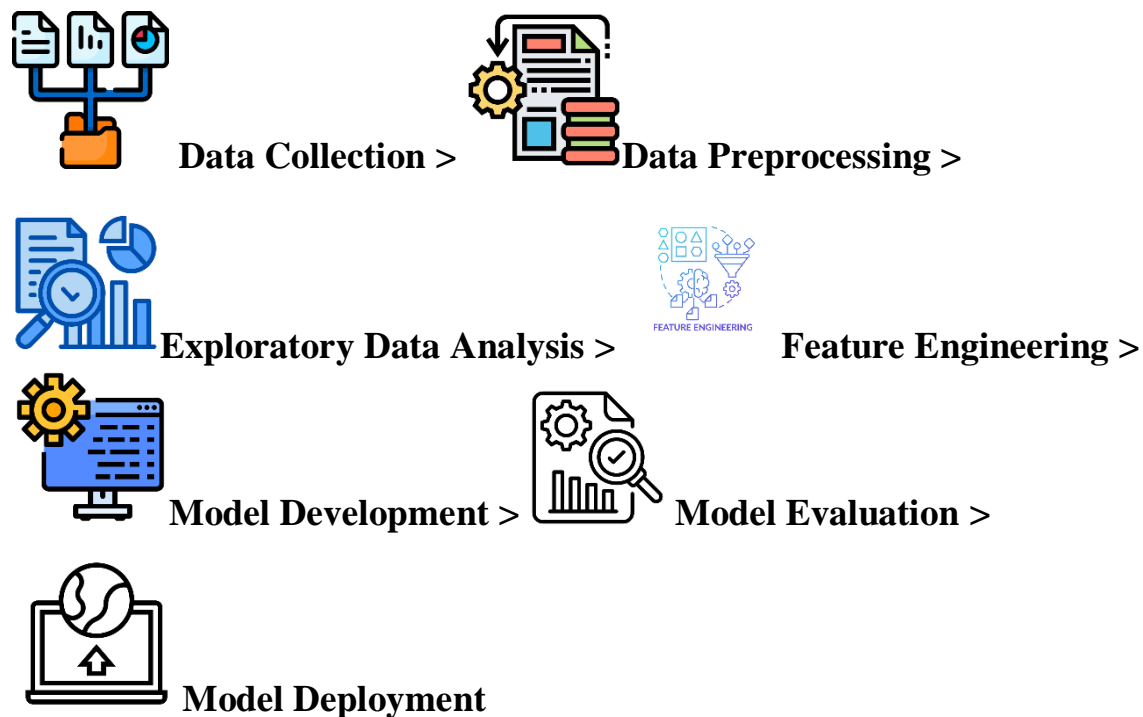 Data Collection > Data Preprocessing >
FEATURE ENGINEERING
Exploratory Data Analysis > Feature Engineering >
Model Development > Model Evaluation >
Model Deployment